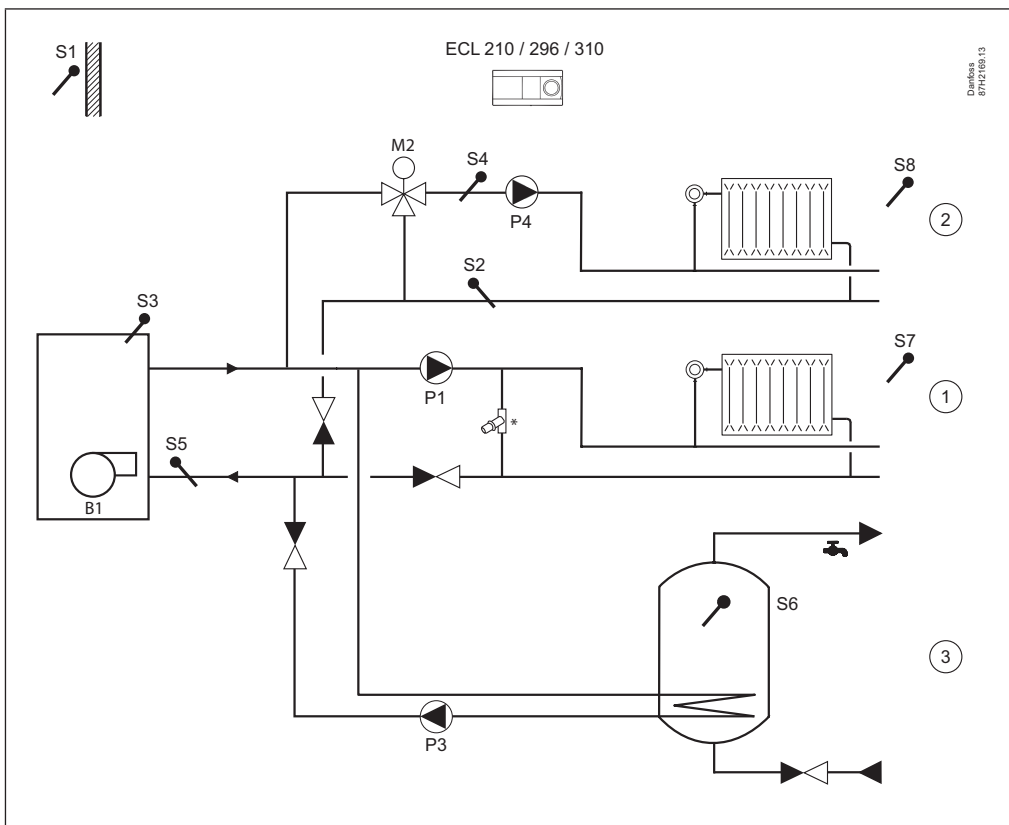 S1
ECL 210 / 296 / 310
Danfoss
87H2169.13
M2
S4
S8
P4
2
S2
S3
S7
P1
*
1
S5
B1
S6
3
P3